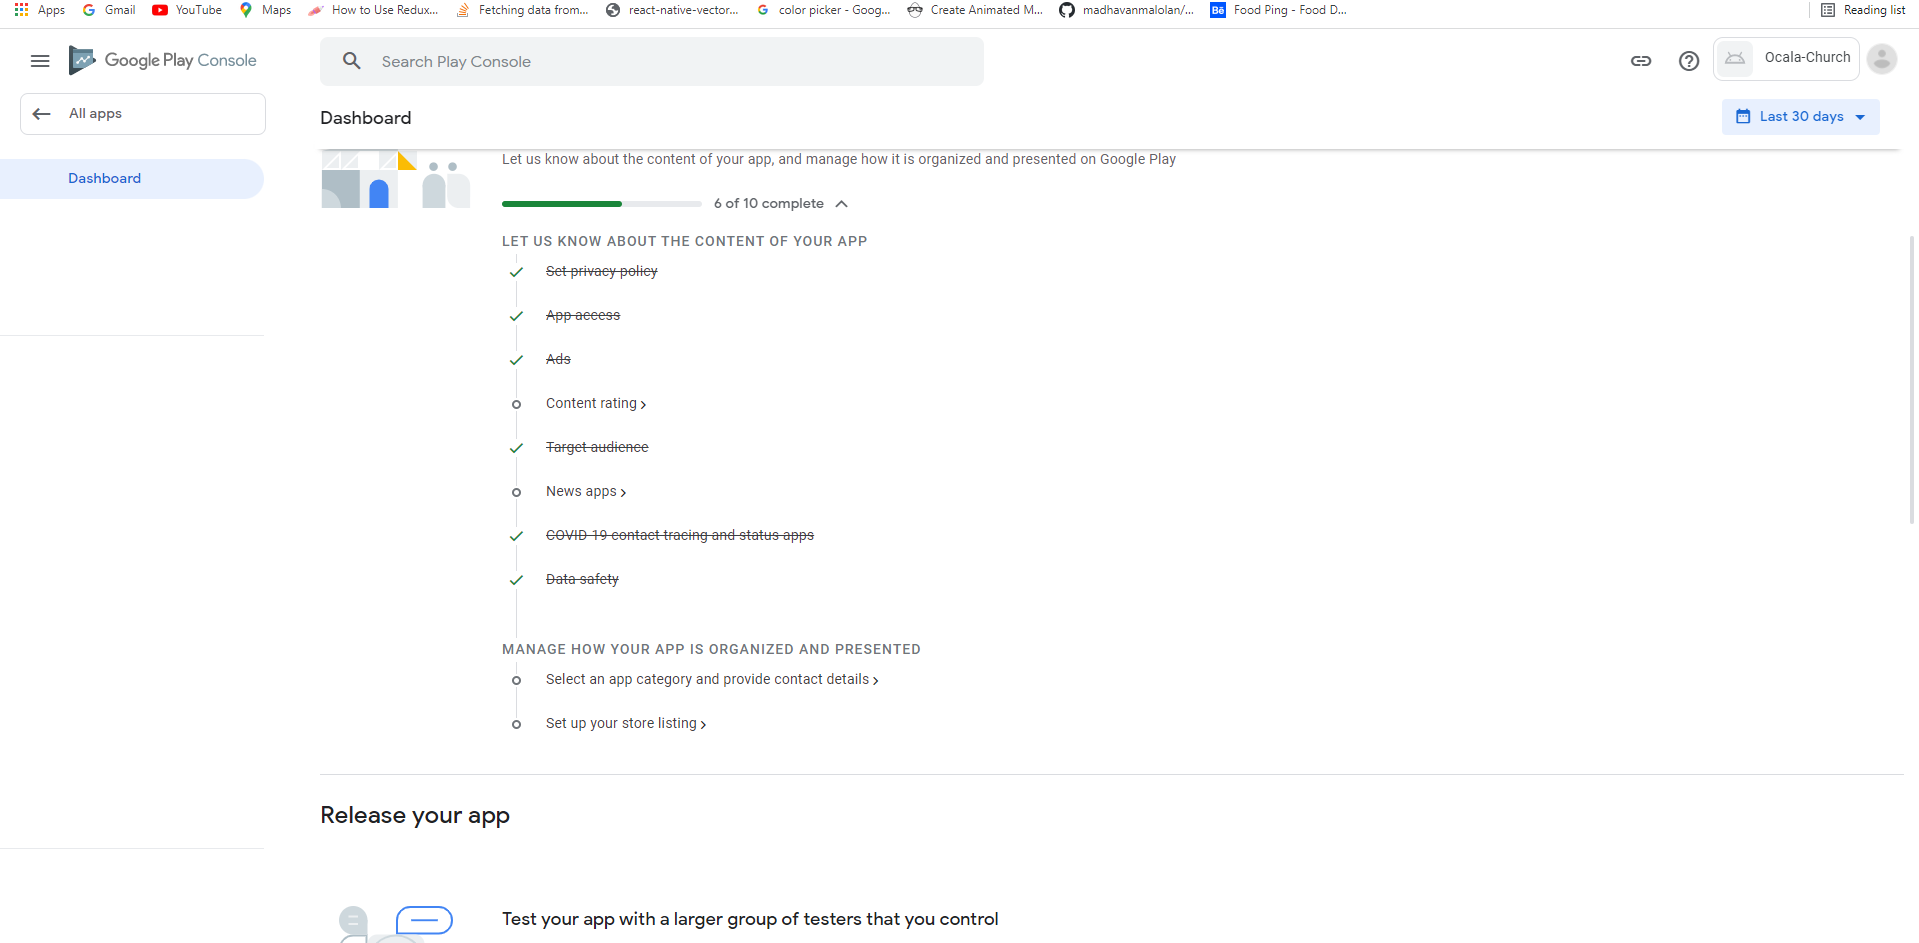 Apps Gmail YouTube Maps How to Use Redux... Fetching data from... react-native-vector... color picker - Goog... Create Animated M... madhavanmalolan/... Bē Food Ping - Food D... Reading list
Google Play Console Search Play Console Ocala-Church
All apps
Dashboard Last 30 days
Let us know about the content of your app, and manage how it is organized and presented on Google Play
Dashboard
6 of 10 complete
LET US KNOW ABOUT THE CONTENT OF YOUR APP
Set privacy policy
App access
Ads
Content rating
Target audience
News apps
COVID-19 contact tracing and status apps
Data safety
MANAGE HOW YOUR APP IS ORGANIZED AND PRESENTED
Select an app category and provide contact details
Set up your store listing
Release your app
Test your app with a larger group of testers that you control